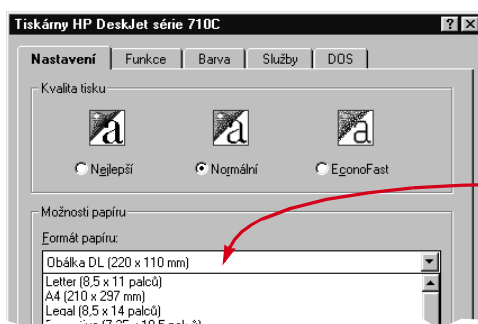 Tiskárny HP DeskJet série 710C
Nastavení Funkce Barva Služby DOS
Kvalita tisku
a a a
Nejlepší Normální EconoFast
Možnosti papíru
Formát papíru:
Obálka DL (220 x 110 mm)
Letter (8,5 x 11 palců)
A4 (210 x 297 mm)
Legal (8,5 x 14 palců)